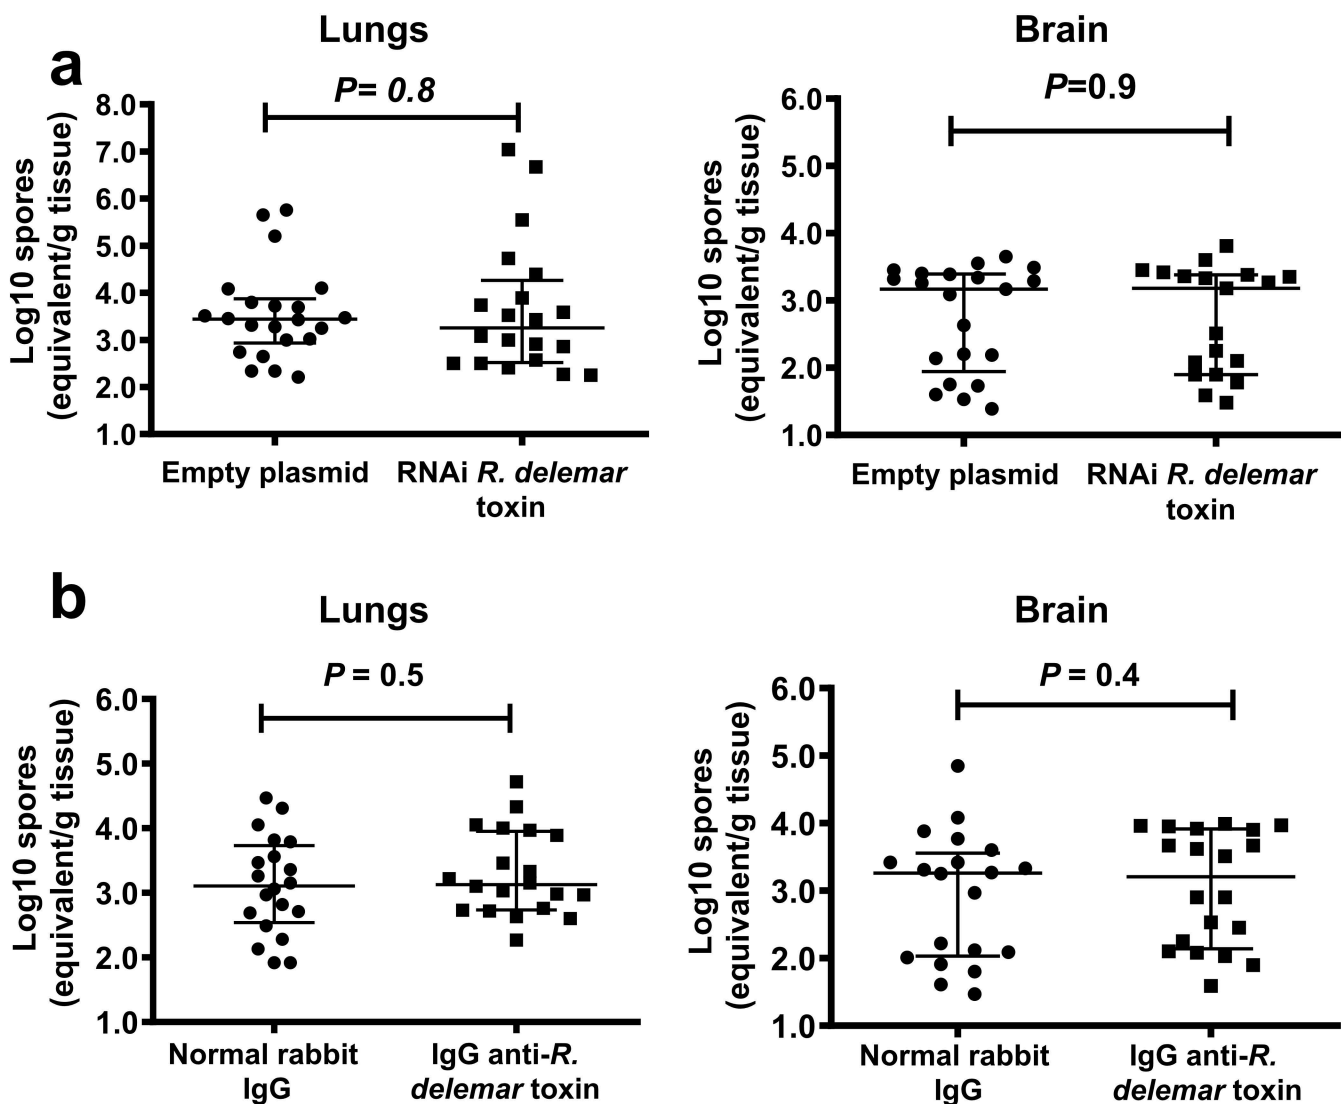 a
Lungs
P= 0.8
Log10 spores
(equivalent/g tissue)
8.0
7.0
6.0
5.0
4.0
3.0
2.0
1.0
Empty plasmid
RNAi R. delemar
toxin
Brain
P=0.9
Log10 spores
(equivalent/g tissue)
6.0
5.0
4.0
3.0
2.0
1.0
Empty plasmid
RNAi R. delemar
toxin
b
Lungs
P = 0.5
Log10 spores
(equivalent/g tissue)
6.0
5.0
4.0
3.0
2.0
1.0
Normal rabbit
IgG
IgG anti-R.
delemar toxin
Brain
P = 0.4
Log10 spores
(equivalent/g tissue)
6.0
5.0
4.0
3.0
2.0
1.0
Normal rabbit
IgG
IgG anti-R.
delemar toxin